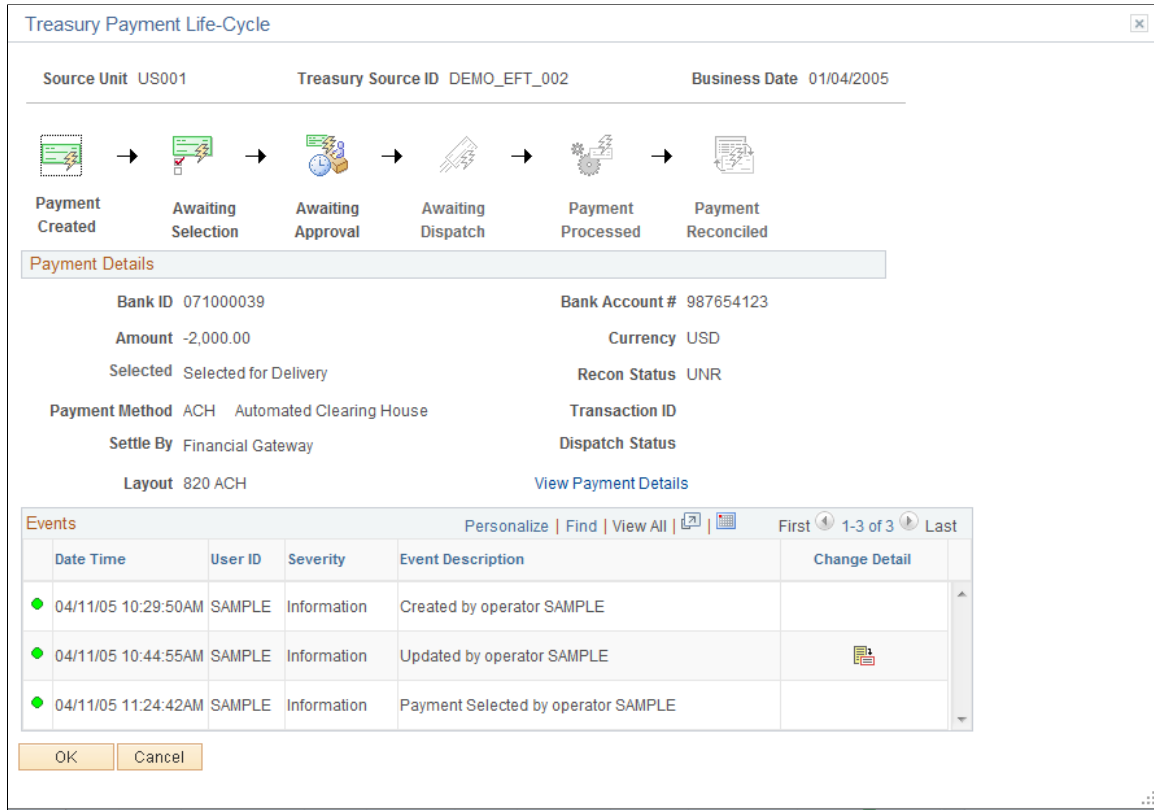 Treasury Payment Life-Cycle
Source Unit US001 Treasury Source ID DEMO_EFT_002 Business Date 01/04/2005
Payment Created
Awaiting Selection
Awaiting Approval
Awaiting Dispatch
Payment Processed
Payment Reconciled
Payment Details
Bank ID 071000039 Bank Account # 987654123
Amount -2,000.00 Currency USD
Selected Selected for Delivery Recon Status UNR
Payment Method ACH Automated Clearing House Transaction ID
Settle By Financial Gateway Dispatch Status
Layout 820 ACH View Payment Details
Events Personalize | Find | View All | | First 1-3 of 3 Last
Date Time User ID Severity Event Description Change Detail
04/11/05 10:29:50AM SAMPLE Information Created by operator SAMPLE
04/11/05 10:44:55AM SAMPLE Information Updated by operator SAMPLE
04/11/05 11:24:42AM SAMPLE Information Payment Selected by operator SAMPLE
OK Cancel